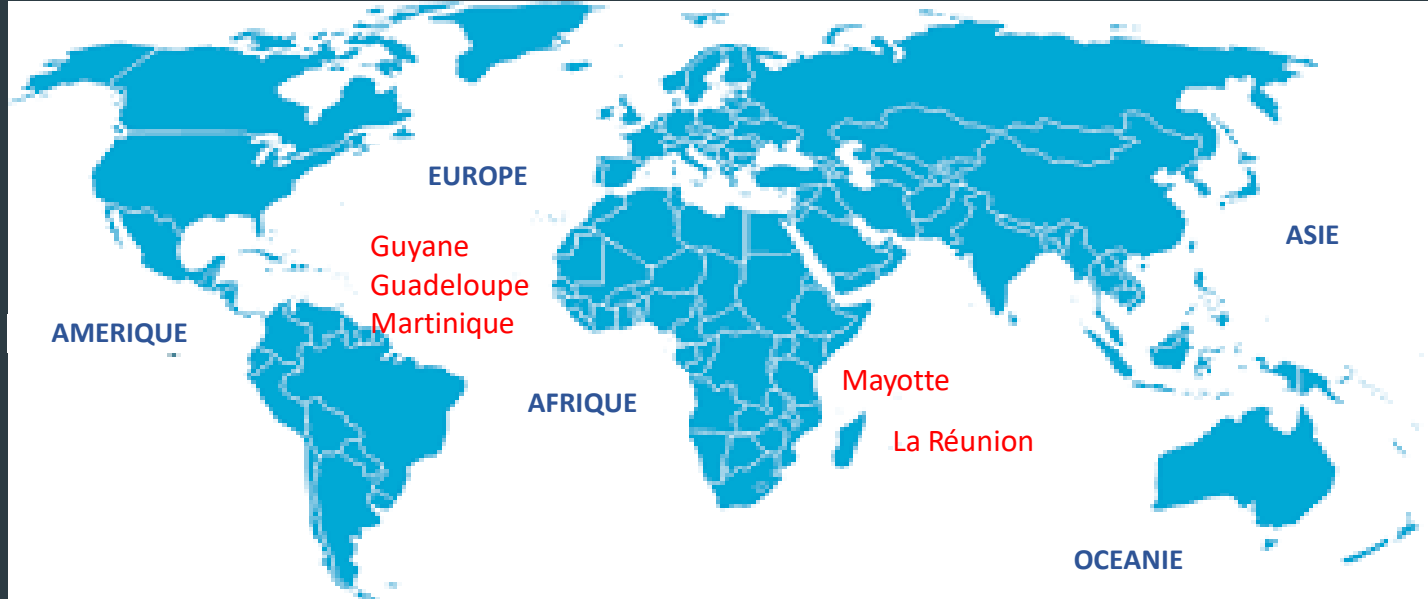 EUROPE
ASIE
Guyane
Guadeloupe
Martinique
AMERIQUE
AFRIQUE
Mayotte
La Réunion
OCEANIE